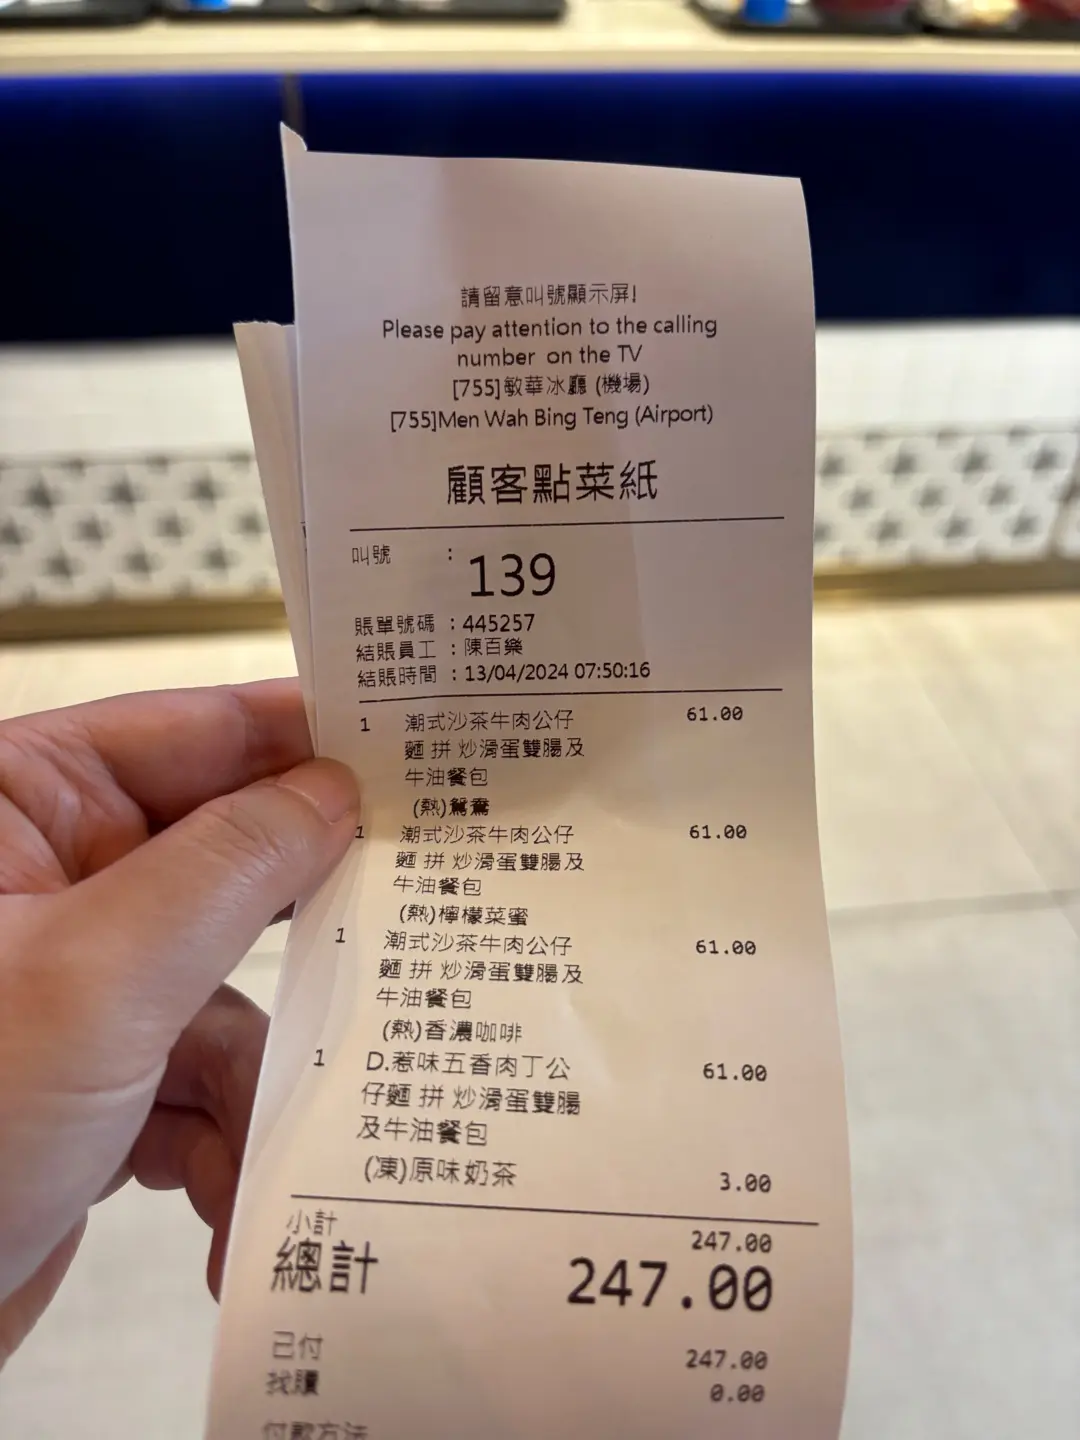 請留意叫號顯示屏!
Please pay attention to the calling
number on the TV
[755]敏華冰廳 (機場)
[755]Men Wah Bing Teng (Airport)
顧客點菜紙
叫號 : 139
賬單號碼 : 445257
結賬員工 : 陳百樂
結賬時間 : 13/04/2024 07:50:16
1 潮式沙茶牛肉公仔 61.00
麵 拼 炒滑蛋雙腸及
牛油餐包
(熱)鴛鴦
1 潮式沙茶牛肉公仔 61.00
麵 拼 炒滑蛋雙腸及
牛油餐包
(熱)檸檬菜蜜
1 潮式沙茶牛肉公仔 61.00
麵 拼 炒滑蛋雙腸及
牛油餐包
(熱)香濃咖啡
1 D.惹味五香肉丁公 61.00
仔麵 拼 炒滑蛋雙腸
及牛油餐包
(凍)原味奶茶 3.00
小計 247.00
總計 247.00
已付 247.00
找贖 0.00
付款方法